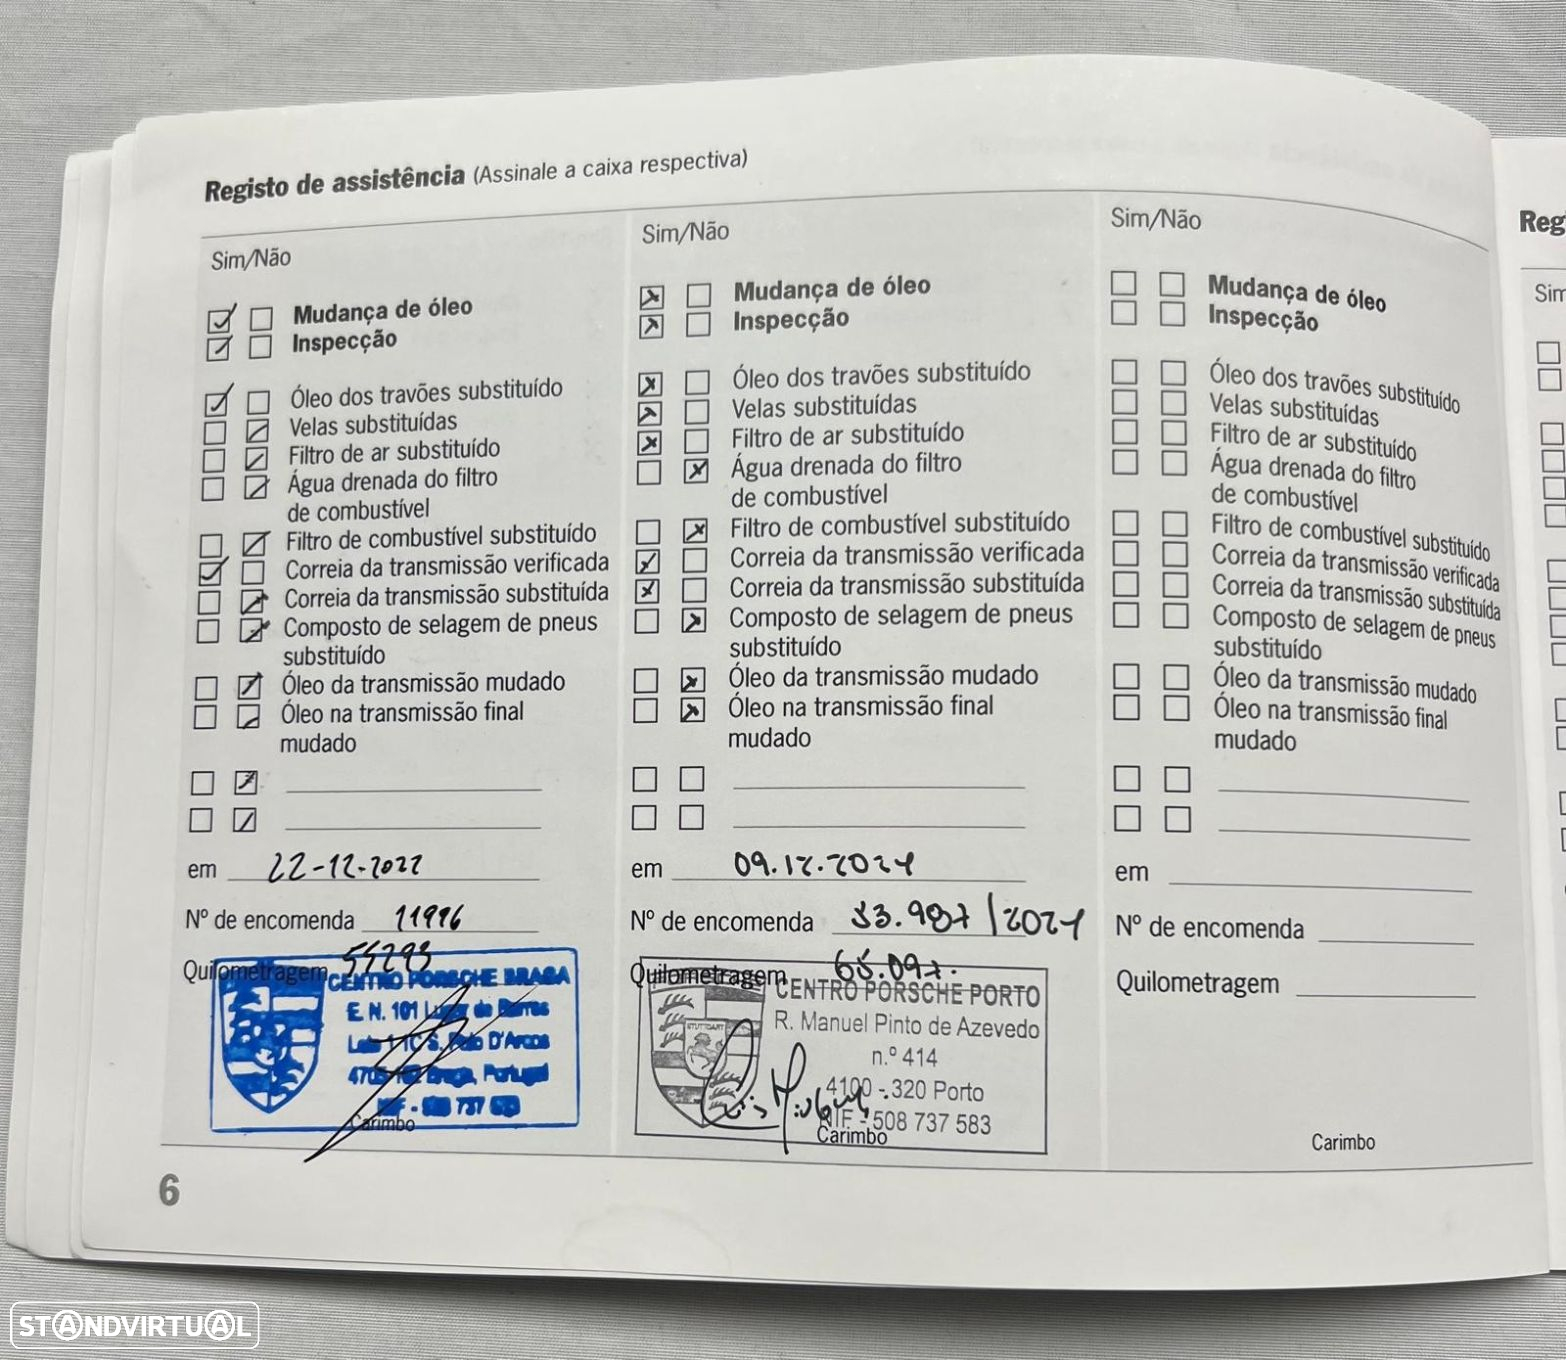 Registo de assistência (Assinale a caixa respectiva)
Sim/Não
Mudança de óleo
Inspecção
Óleo dos travões substituído
Velas substituídas
Filtro de ar substituído
Água drenada do filtro
de combustível
Filtro de combustível substituído
Correia da transmissão verificada
Correia da transmissão substituída
Composto de selagem de pneus
substituído
Óleo da transmissão mudado
Óleo na transmissão final
mudado
em 22-12-2022
Nº de encomenda
Quilometragem 55293
CENTRO PORSCHE BRAGA
E. N. 101 Lugar de
D'Arcos
Braga, Portugal
737
Carimbo
Sim/Não
Mudança de óleo
Inspecção
Óleo dos travões substituído
Velas substituídas
Filtro de ar substituído
Água drenada do filtro
de combustível
Filtro de combustível substituído
Correia da transmissão verificada
Correia da transmissão substituída
Composto de selagem de pneus
substituído
Óleo da transmissão mudado
Óleo na transmissão final
mudado
em 09.12.2024
Nº de encomenda 53.987/2024
Quilometragem 65.097.
CENTRO PORSCHE PORTO
STUTTGART
R. Manuel Pinto de Azevedo
n.º 414
4100 - 320 Porto
NIF - 508 737 583
Carimbo
Sim/Não
Mudança de óleo
Inspecção
Óleo dos travões substituído
Velas substituídas
Filtro de ar substituído
Água drenada do filtro
de combustível
Filtro de combustível substituído
Correia da transmissão verificada
Correia da transmissão substituída
Composto de selagem de pneus
substituído
Óleo da transmissão mudado
Óleo na transmissão final
mudado
em
Nº de encomenda
Quilometragem
Carimbo
6
Reg
Sim
STANDVIRTUAL